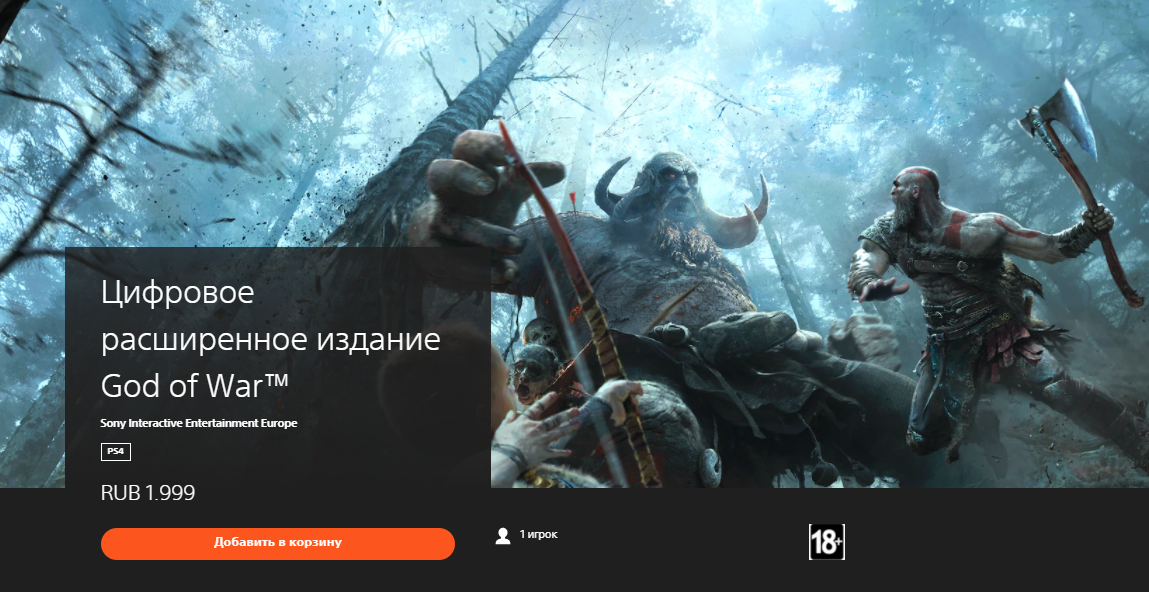 Цифровое
расширенное издание
God of War™
Sony Interactive Entertainment Europe
PS4
RUB 1.999
Добавить в корзину
1 игрок
18+